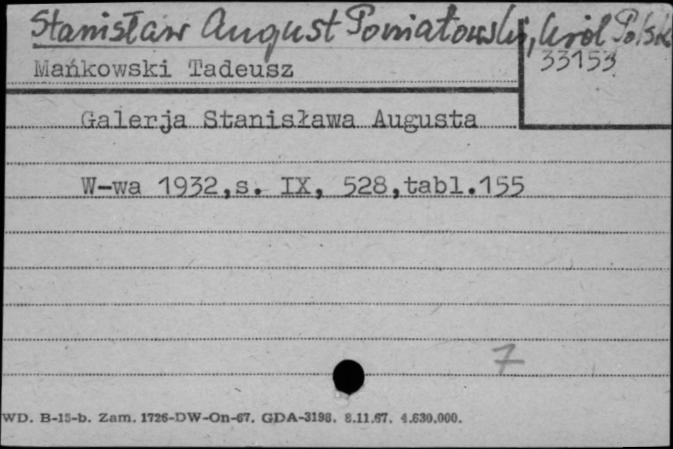 Stanisław August Poniatowski, król Polski
33153
Mańkowski Tadeusz
Galerja Stanisława Augusta
W-wa 1932,s. IX, 528,tabl.155
7
WD. B-15-b. Zam. 1726-DW-On-67. GDA-3198. 8.11.67. 4.630.000.